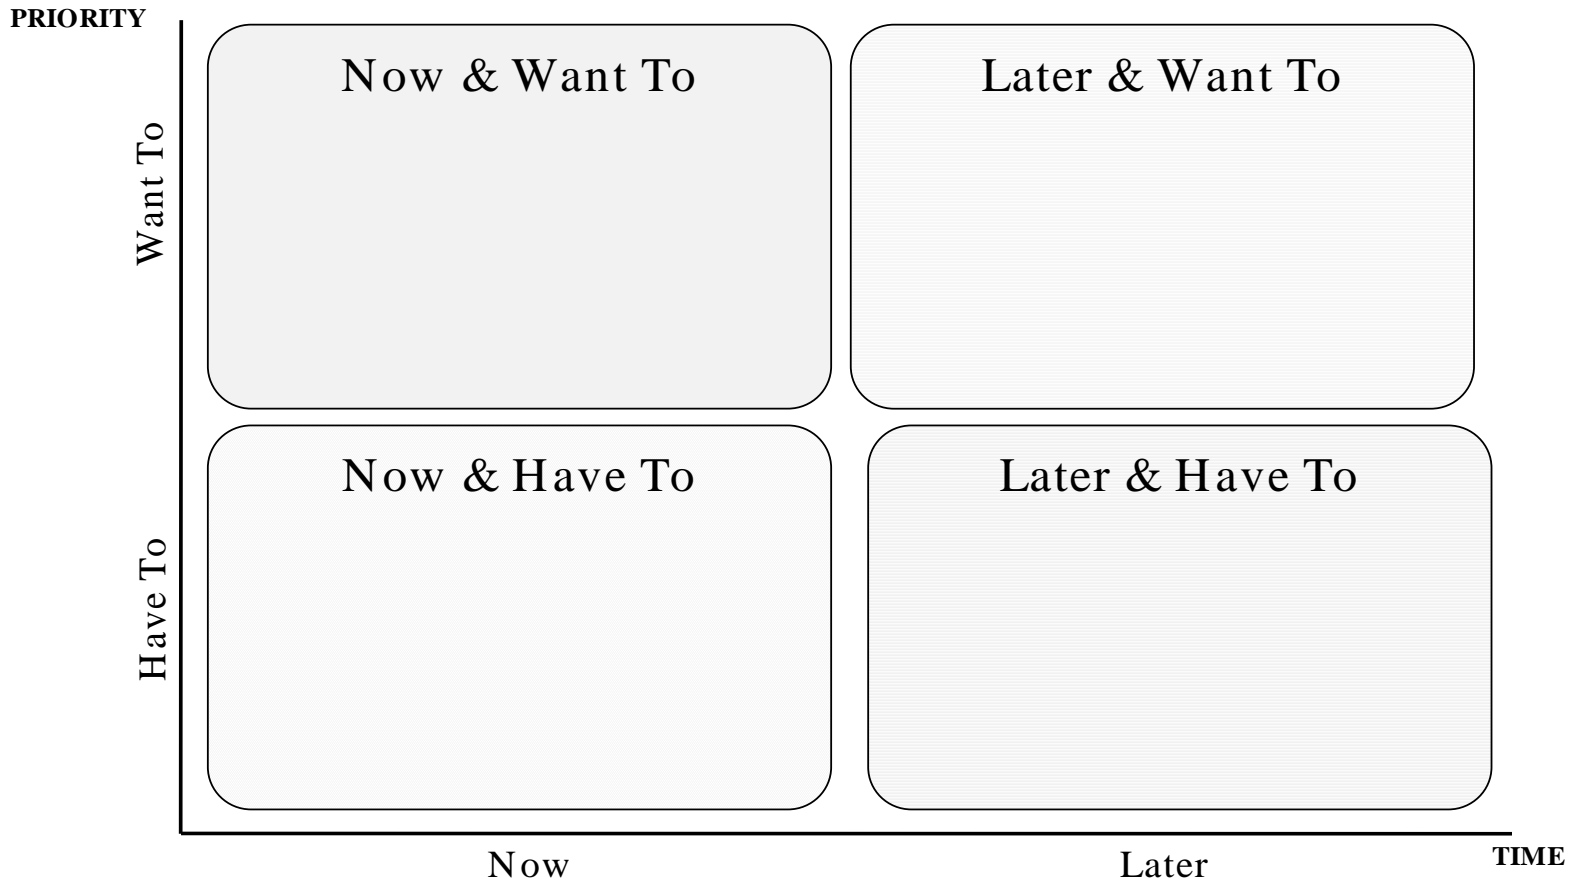 PRIORITY
Now & Want To
Later & Want To
Want To
Now & Have To
Later & Have To
Have To
Now
Later
TIME